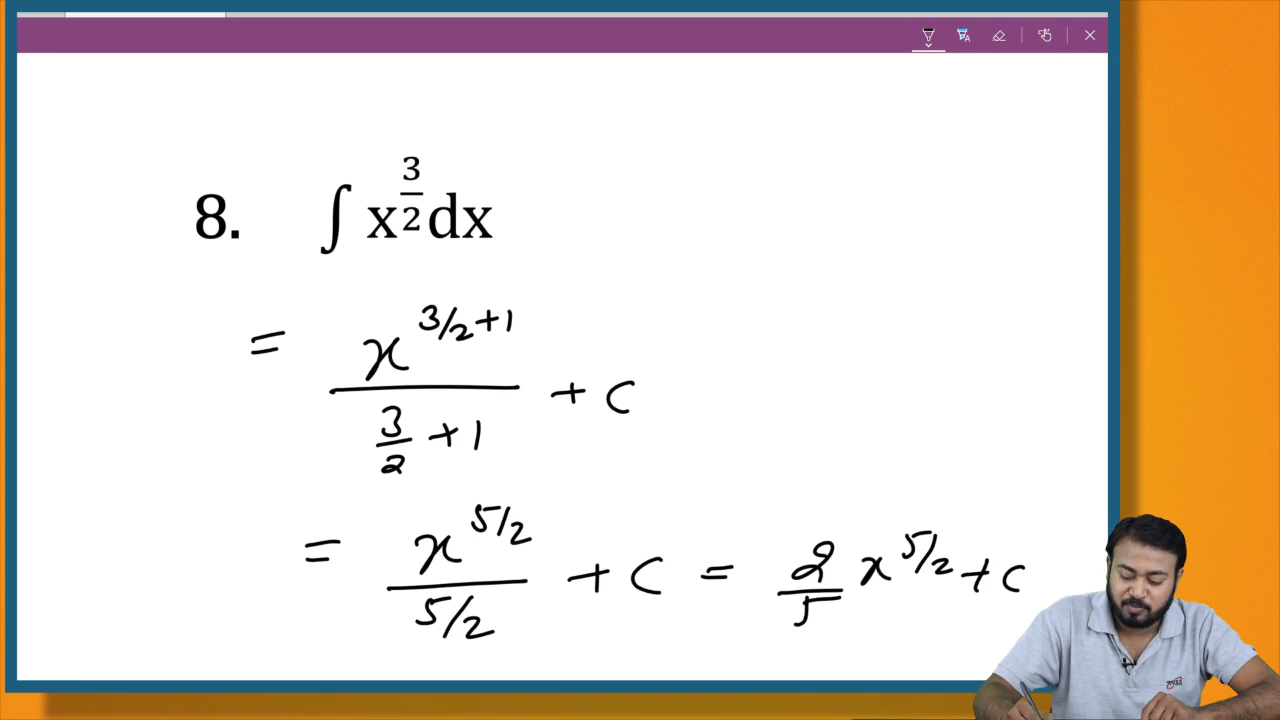 8. ∫ x^(3/2) dx
= x^(3/2+1) / (3/2 + 1) + c
= x^(5/2) / (5/2) + c = 2/5 x^(5/2) + c